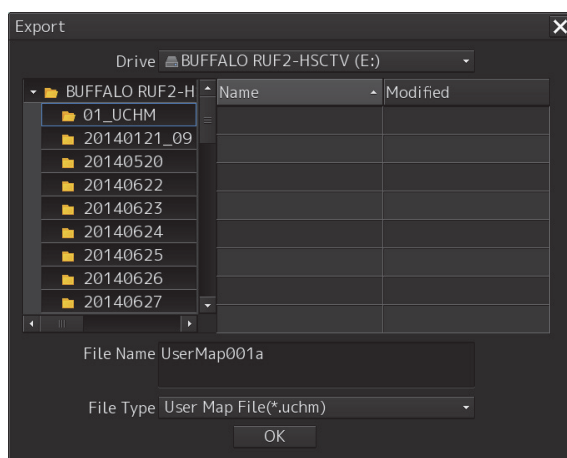 Export
Drive BUFFALO RUF2-HSCTV (E:)
BUFFALO RUF2-H
Name Modified
01_UCHM
20140121_09
20140520
20140622
20140623
20140624
20140625
20140626
20140627
File Name UserMap001a
File Type User Map File(*.uchm)
OK